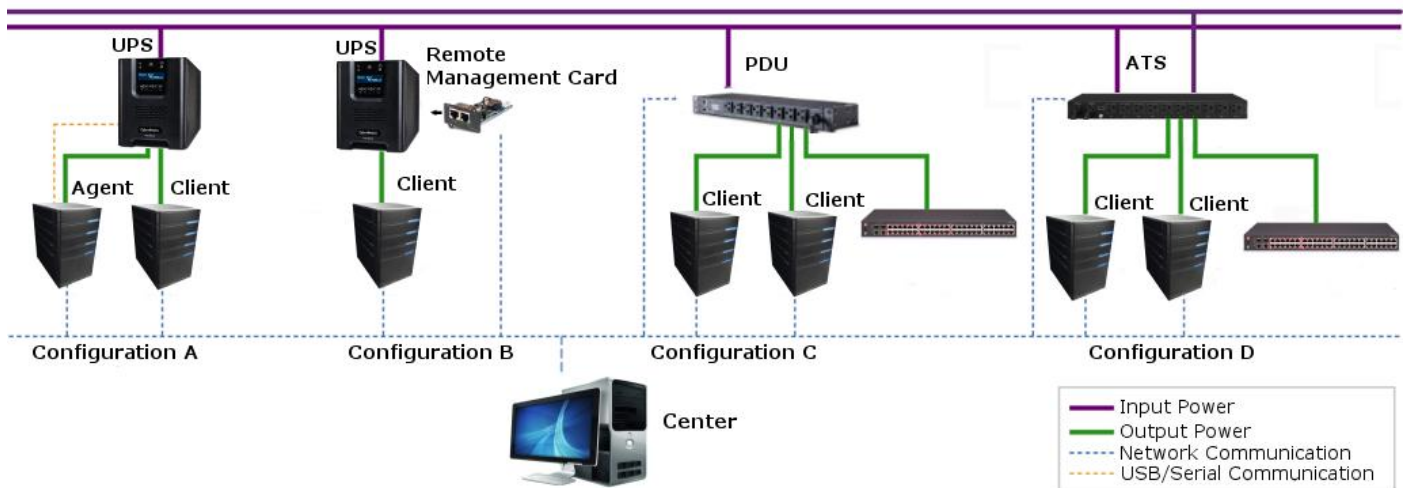 UPS
UPS
Remote
Management Card
PDU
ATS
Agent
Client
Client
Client
Client
Client
Client
Configuration A
Configuration B
Configuration C
Configuration D
Center
Input Power
Output Power
Network Communication
USB/Serial Communication